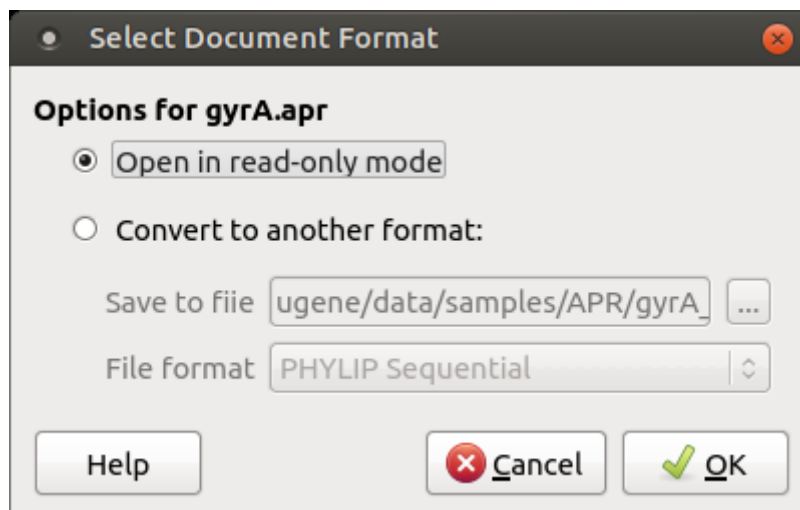 Select Document Format
Options for gyrA.apr
Open in read-only mode
Convert to another format:
Save to fiie ugene/data/samples/APR/gyrA_ ...
File format PHYLIP Sequential
Help Cancel OK